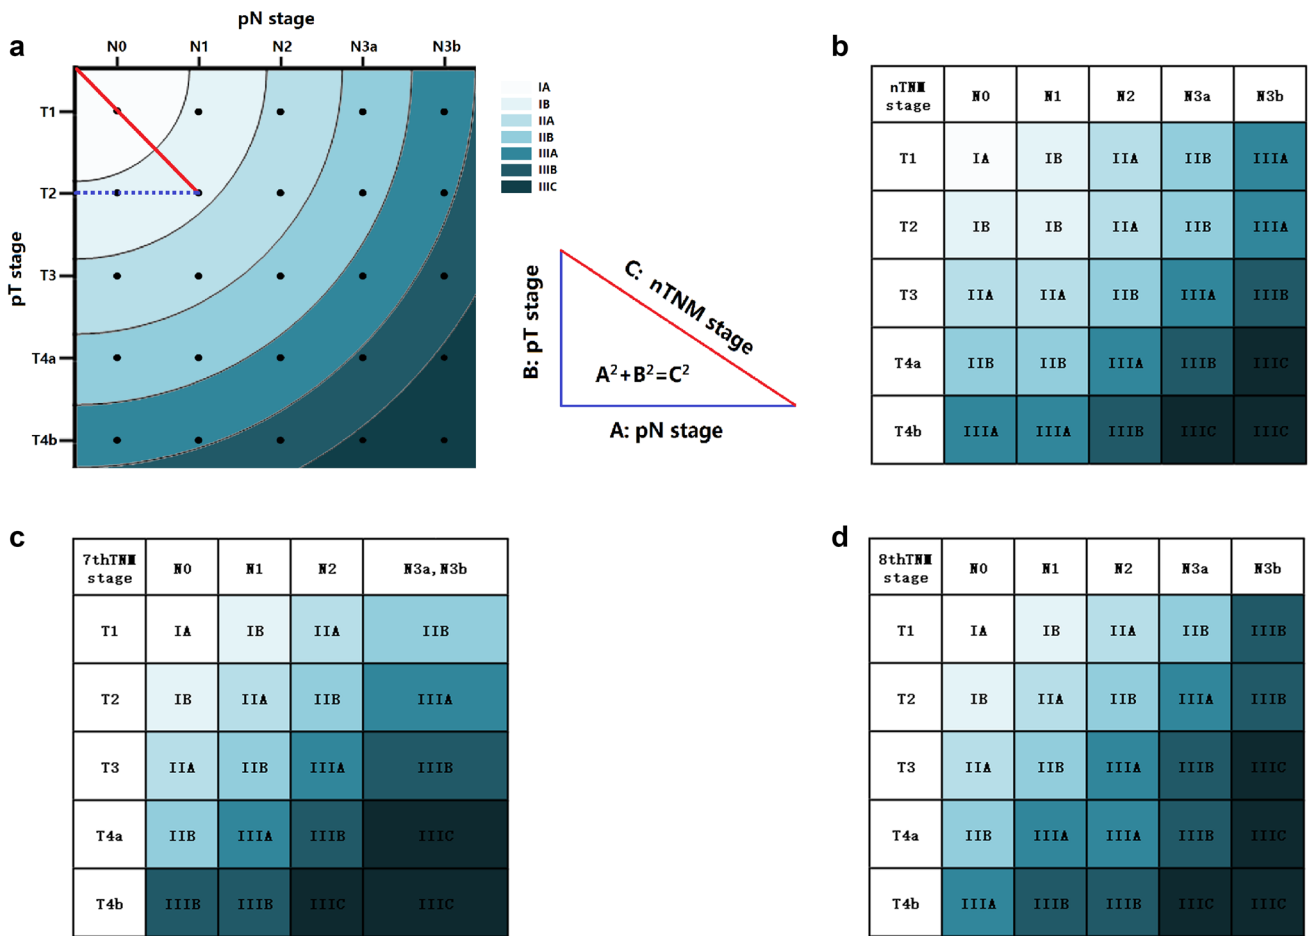 a
pN stage
N0 N1 N2 N3a N3b
pT stage
T1
T2
T3
T4a
T4b
IA
IB
IIA
IIB
IIIA
IIIB
IIIC
B: pT stage
C: nTNM stage
A²+B²=C²
A: pN stage
b
nTNM stage N0 N1 N2 N3a N3b
T1 IA IB IIA IIB IIIA
T2 IB IB IIA IIB IIIA
T3 IIA IIA IIB IIIA IIIB
T4a IIB IIB IIIA IIIB IIIC
T4b IIIA IIIA IIIB IIIC IIIC
c
7thTNM stage N0 N1 N2 N3a,N3b
T1 IA IB IIA IIB
T2 IB IIA IIB IIIA
T3 IIA IIB IIIA IIIB
T4a IIB IIIA IIIB IIIC
T4b IIIB IIIB IIIC IIIC
d
8thTNM stage N0 N1 N2 N3a N3b
T1 IA IB IIA IIB IIIB
T2 IB IIA IIB IIIA IIIB
T3 IIA IIB IIIA IIIB IIIC
T4a IIB IIIA IIIA IIIB IIIC
T4b IIIA IIIB IIIB IIIC IIIC